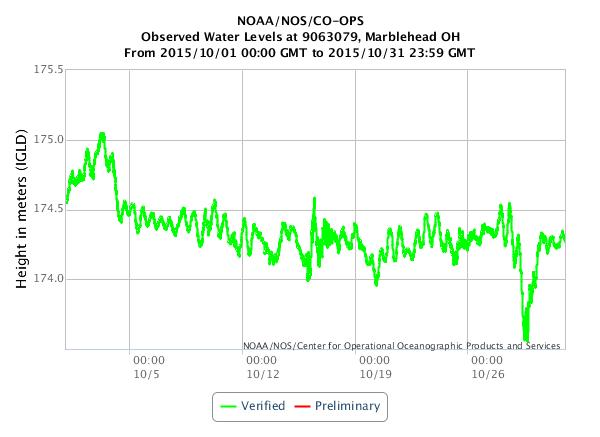 NOAA/NOS/CO-OPS
Observed Water Levels at 9063079, Marblehead OH
From 2015/10/01 00:00 GMT to 2015/10/31 23:59 GMT
Height in meters (IGLD)
175.5
175.0
174.5
174.0
NOAA/NOS/Center for Operational Oceanographic Products and Services
00:00 00:00 00:00 00:00
10/5 10/12 10/19 10/26
Verified Preliminary